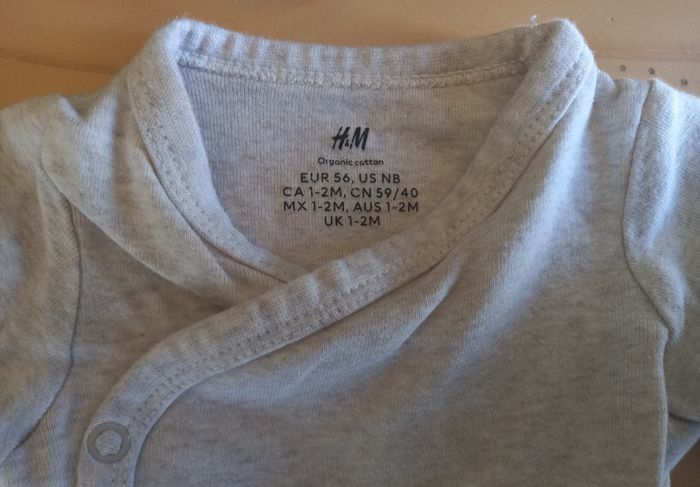 H&M
Organic cotton
EUR 56, US NB
CA 1-2M, CN 59/40
MX 1-2M, AUS 1-2M
UK 1-2M